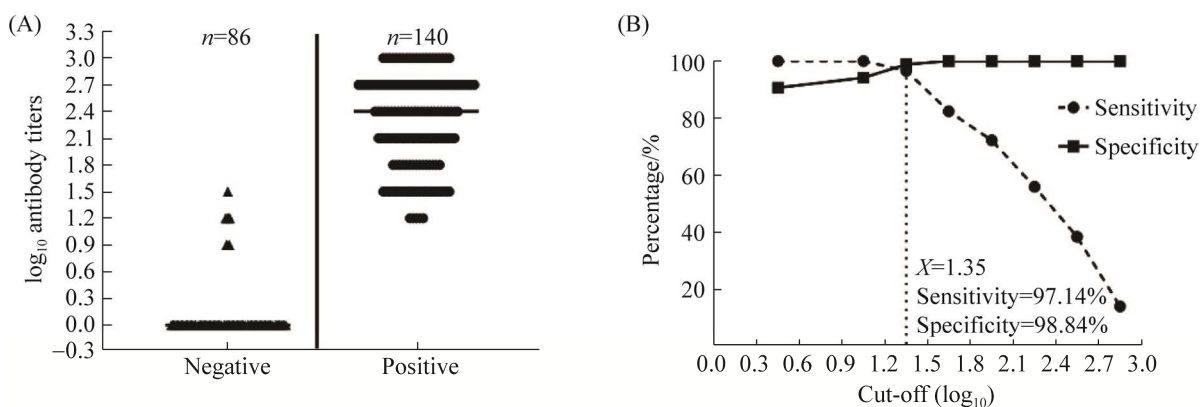 (A)
n=86
n=140
log₁₀ antibody titers
3.3
3.0
2.7
2.4
2.1
1.8
1.5
1.2
0.9
0.6
0.3
0.0
−0.3
Negative
Positive
(B)
Percentage/%
100
80
60
40
20
Sensitivity
Specificity
X=1.35
Sensitivity=97.14%
Specificity=98.84%
0.0 0.3 0.6 0.9 1.2 1.5 1.8 2.1 2.4 2.7 3.0
Cut-off (log₁₀)